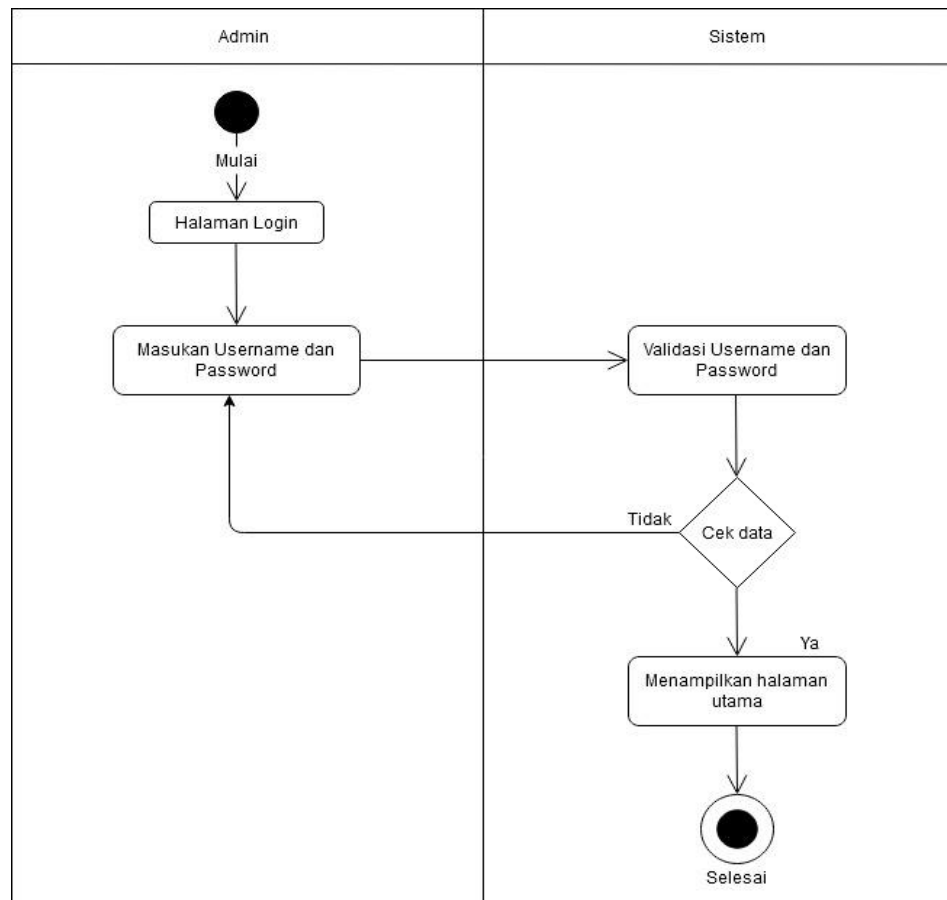 Admin
Sistem
Mulai
Halaman Login
Masukan Username dan
Password
Validasi Username dan
Password
Tidak
Cek data
Ya
Menampilkan halaman
utama
Selesai